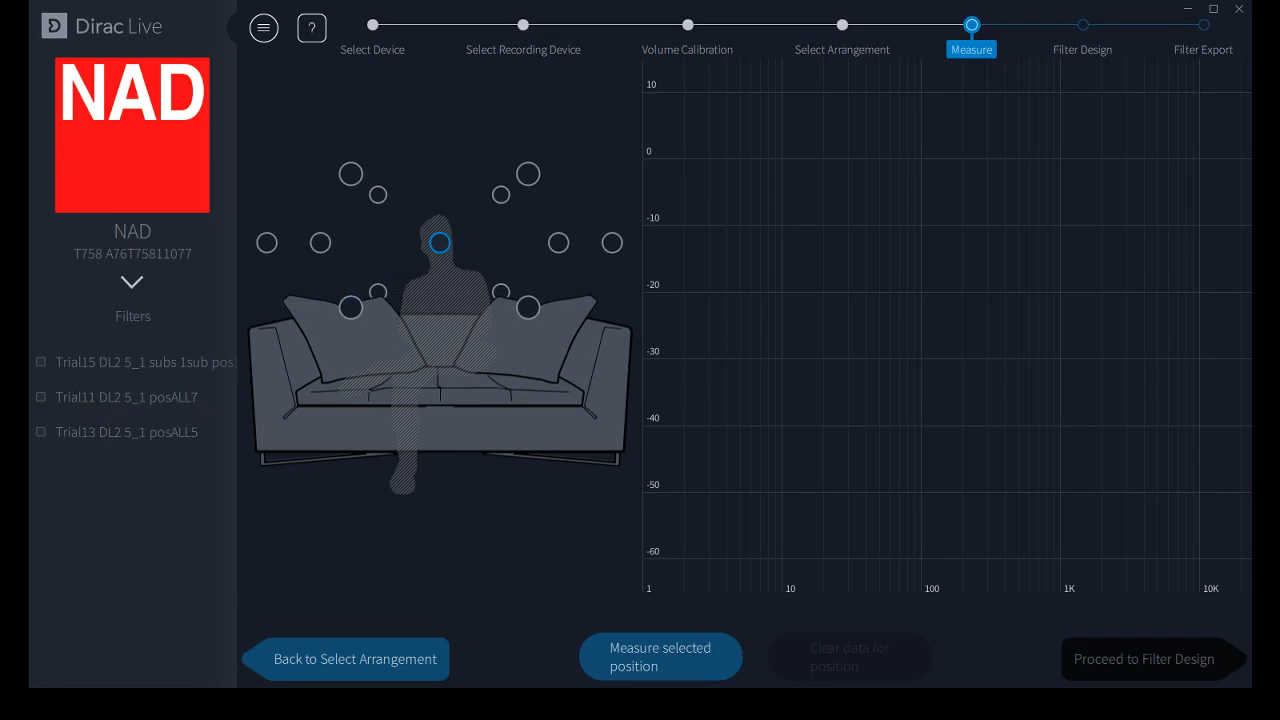 Dirac Live
?
Select Device
Select Recording Device
Volume Calibration
Select Arrangement
Measure
Filter Design
Filter Export
NAD
NAD
T758 A76T75811077
Filters
Trial15 DL2 5_1 subs 1sub pos
Trial11 DL2 5_1 posALL7
Trial13 DL2 5_1 posALL5
10
0
-10
-20
-30
-40
-50
-60
1
10
100
1K
10K
Back to Select Arrangement
Measure selected
position
Clear data for
position
Proceed to Filter Design